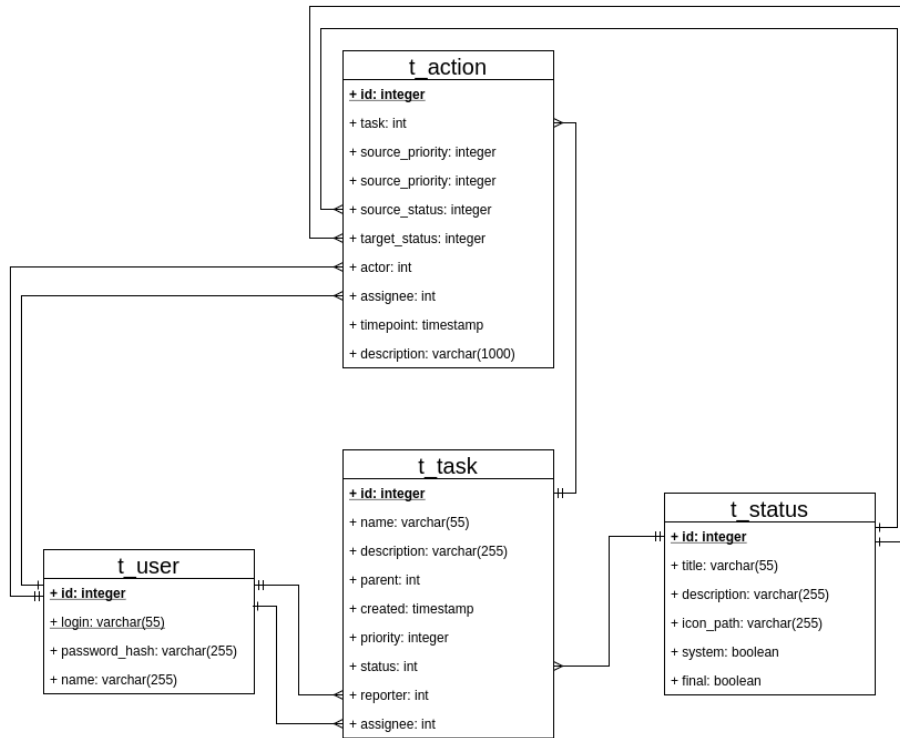 t_action
+ id: integer
+ task: int
+ source_priority: integer
+ source_priority: integer
+ source_status: integer
+ target_status: integer
+ actor: int
+ assignee: int
+ timepoint: timestamp
+ description: varchar(1000)
t_task
+ id: integer
+ name: varchar(55)
+ description: varchar(255)
+ parent: int
+ created: timestamp
+ priority: integer
+ status: int
+ reporter: int
+ assignee: int
t_status
+ id: integer
+ title: varchar(55)
+ description: varchar(255)
+ icon_path: varchar(255)
+ system: boolean
+ final: boolean
t_user
+ id: integer
+ login: varchar(55)
+ password_hash: varchar(255)
+ name: varchar(255)